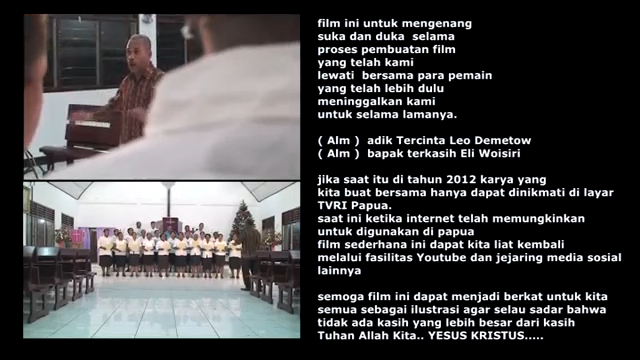 film ini untuk mengenang
suka dan duka selama
proses pembuatan film
yang telah kami
lewati bersama para pemain
yang telah lebih dulu
meninggalkan kami
untuk selama lamanya.
( Alm ) adik Tercinta Leo Demetow
( Alm ) bapak terkasih Eli Woisiri
jika saat itu di tahun 2012 karya yang
kita buat bersama hanya dapat dinikmati di layar
TVRI Papua.
saat ini ketika internet telah memungkinkan
untuk digunakan di papua
film sederhana ini dapat kita liat kembali
melalui fasilitas Youtube dan jejaring media sosial
lainnya
semoga film ini dapat menjadi berkat untuk kita
semua sebagai ilustrasi agar selau sadar bahwa
tidak ada kasih yang lebih besar dari kasih
Tuhan Allah Kita.. YESUS KRISTUS.....